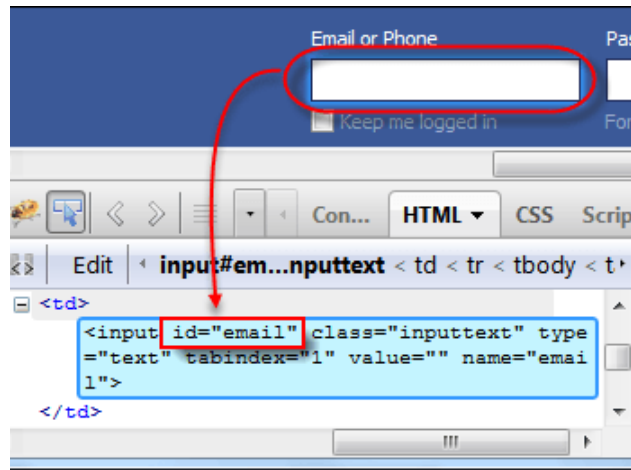 Email or Phone Pas
Keep me logged in For
Con... HTML CSS Scrip
Edit input#em...nputtext < td < tr < tbody < t
<td>
<input id="email" class="inputtext" type
="text" tabindex="1" value="" name="emai
l">
</td>